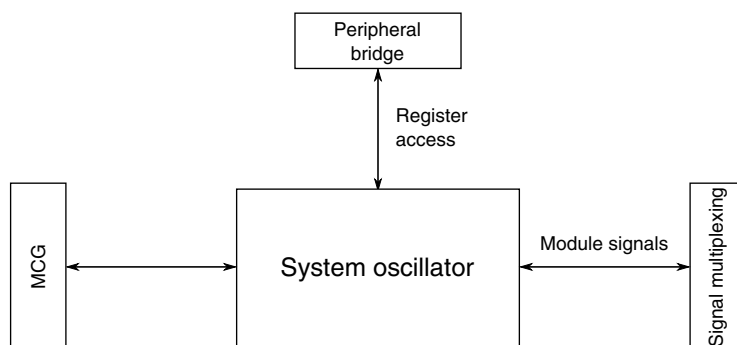 Peripheral
bridge
Register
access
MCG
System oscillator
Module signals
Signal multiplexing